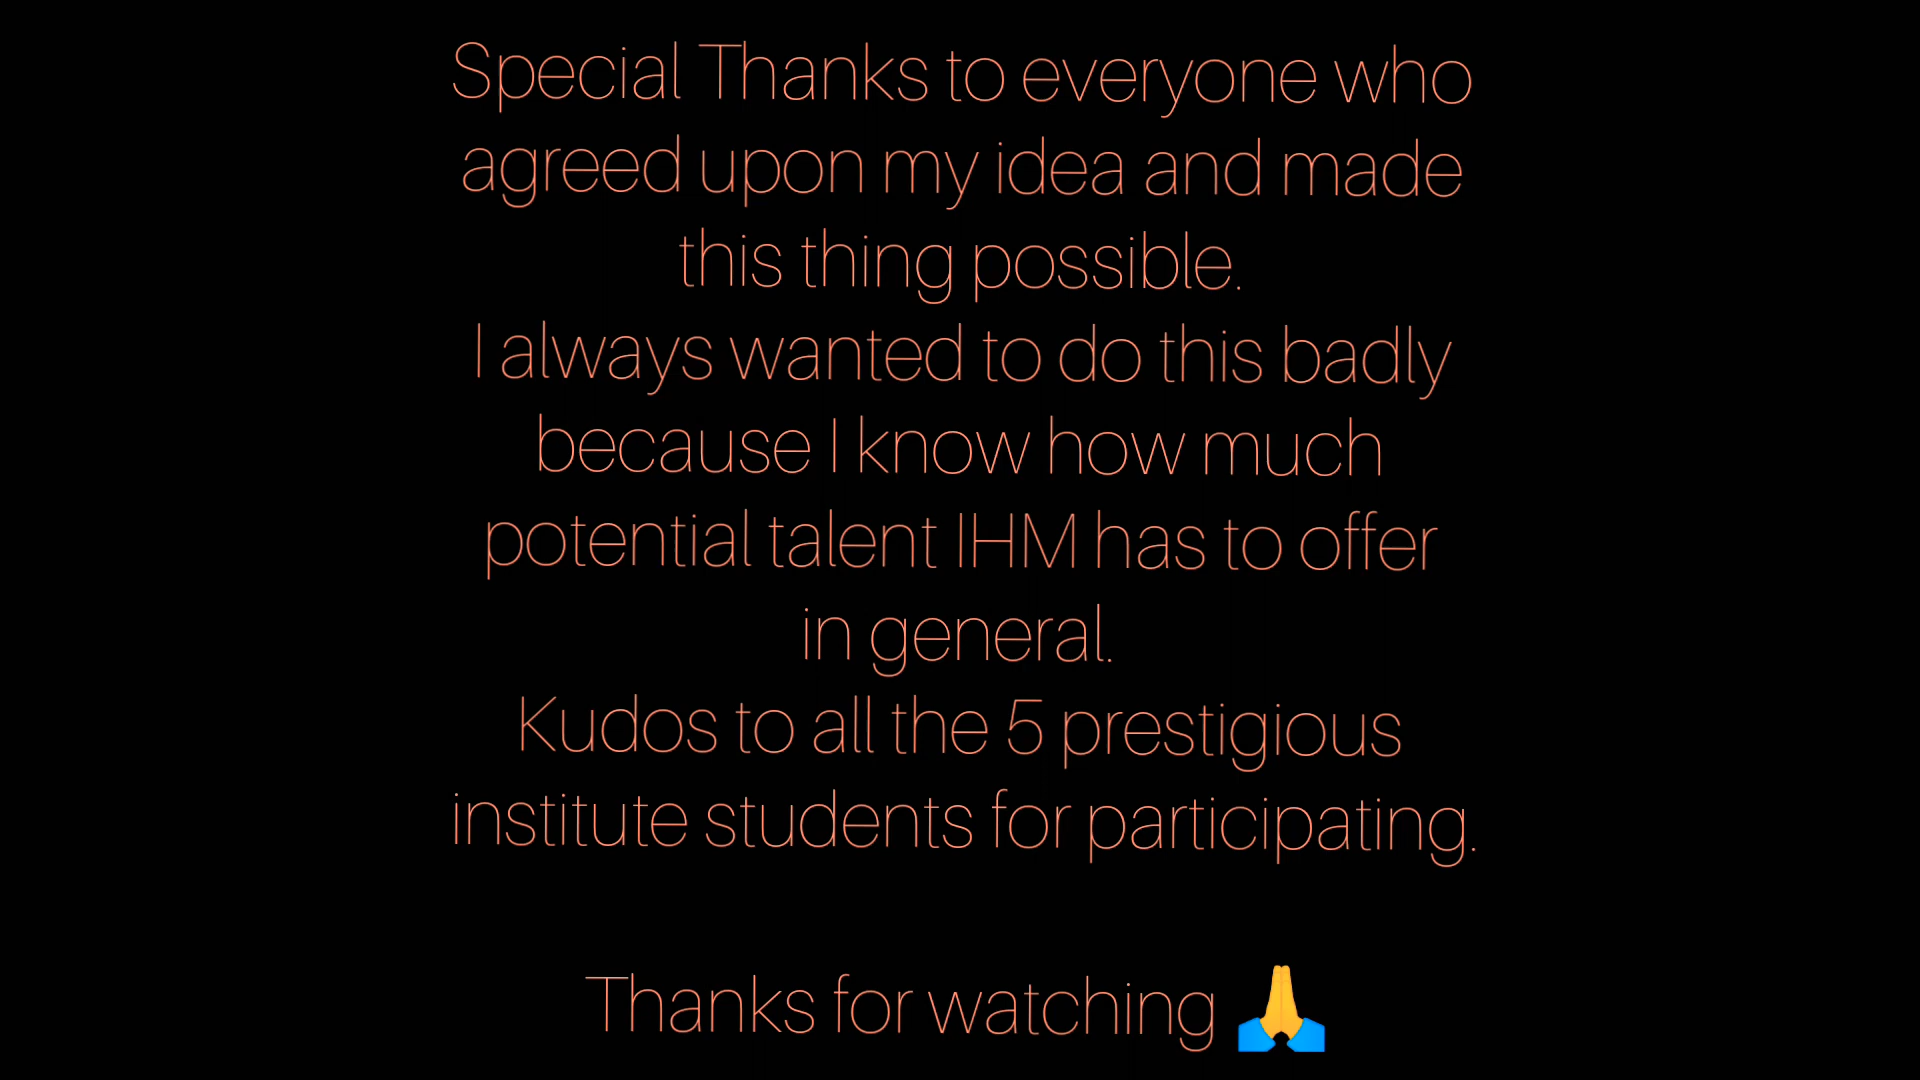 Special Thanks to everyone who
agreed upon my idea and made
this thing possible.
I always wanted to do this badly
because I know how much
potential talent IHM has to offer
in general.
Kudos to all the 5 prestigious
institute students for participating.
Thanks for watching 🙏